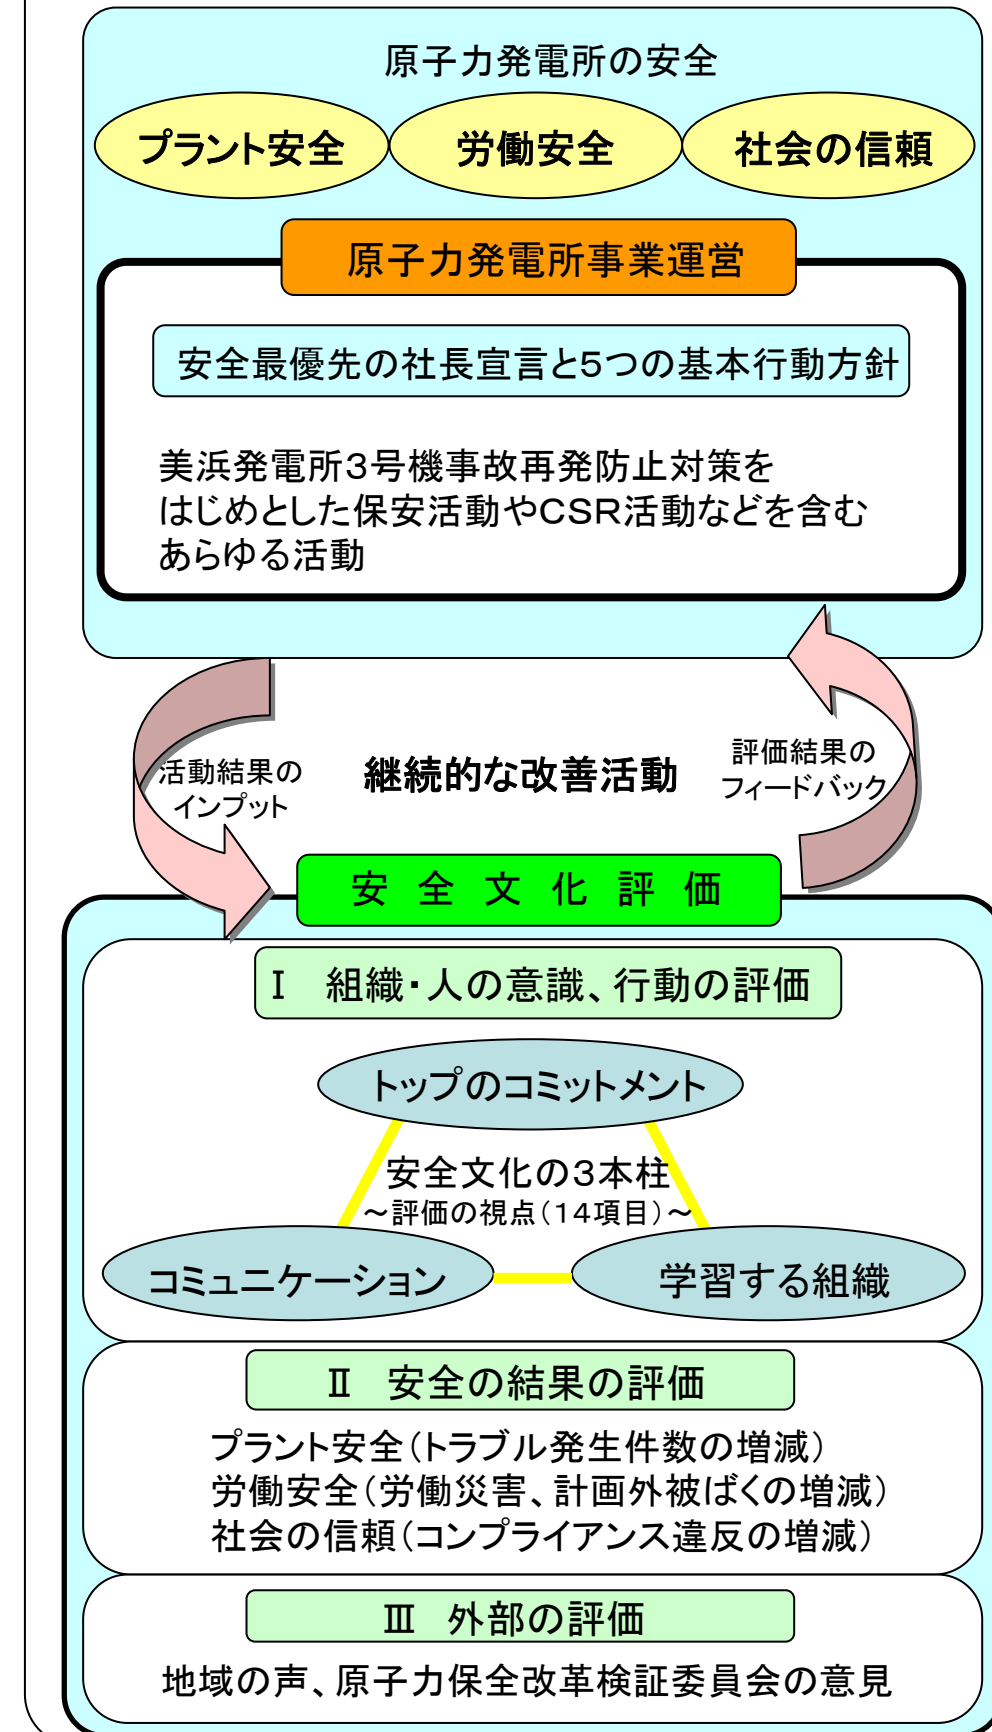 原子力発電所の安全
プラント安全
労働安全
社会の信頼
原子力発電所事業運営
安全最優先の社長宣言と5つの基本行動方針
美浜発電所3号機事故再発防止対策を
はじめとした保安活動やCSR活動などを含む
あらゆる活動
活動結果の
インプット
継続的な改善活動
評価結果の
フィードバック
安 全 文 化 評 価
Ⅰ 組織・人の意識、行動の評価
トップのコミットメント
安全文化の3本柱
～評価の視点(14項目)～
コミュニケーション
学習する組織
Ⅱ 安全の結果の評価
プラント安全(トラブル発生件数の増減)
労働安全(労働災害、計画外被ばくの増減)
社会の信頼(コンプライアンス違反の増減)
Ⅲ 外部の評価
地域の声、原子力保全改革検証委員会の意見